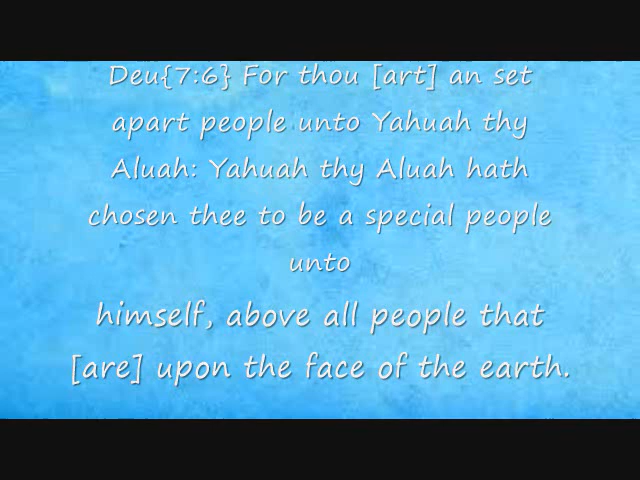 Deu{7:6} For thou [art] an set
apart people unto Yahuah thy
Aluah: Yahuah thy Aluah hath
chosen thee to be a special people
unto
himself, above all people that
[are] upon the face of the earth.